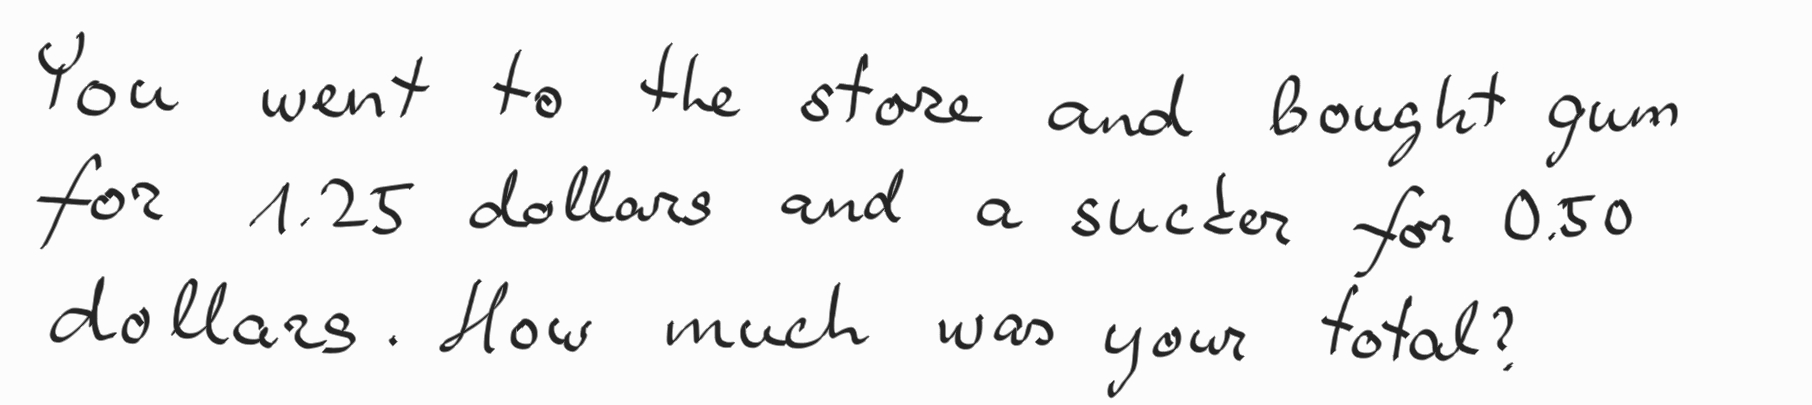 You went to the store and bought gum
for 1.25 dollars and a sucker for 0.50
dollars. How much was your total?